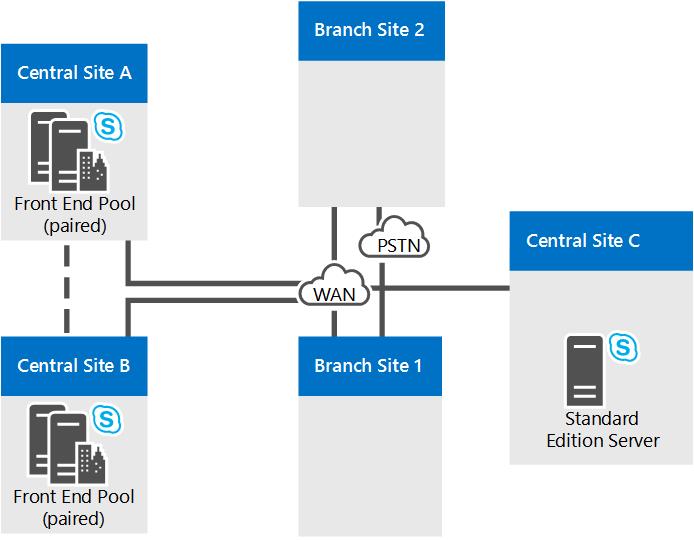 Branch Site 2
Central Site A
S
Front End Pool
(paired)
PSTN
Central Site C
WAN
Central Site B
Branch Site 1
S
S
Standard
Edition Server
Front End Pool
(paired)